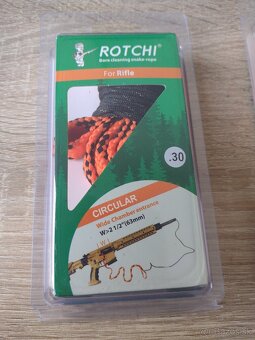 ROTCHI®
Bore cleaning snake rope
For Rifle
.30
CIRCULAR
Wide Chamber entrance
W>2 1/2"(63mm)